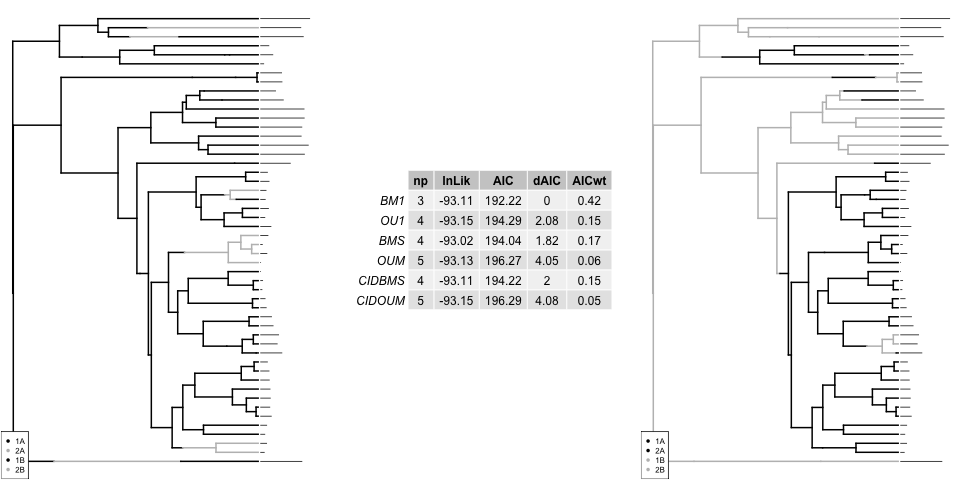 np lnLik AIC dAIC AICwt
BM1 3 -93.11 192.22 0 0.42
OU1 4 -93.15 194.29 2.08 0.15
BMS 4 -93.02 194.04 1.82 0.17
OUM 5 -93.13 196.27 4.05 0.06
CIDBMS 4 -93.11 194.22 2 0.15
CIDOUM 5 -93.15 196.29 4.08 0.05
1A
2A
1B
2B
1A
2A
1B
2B